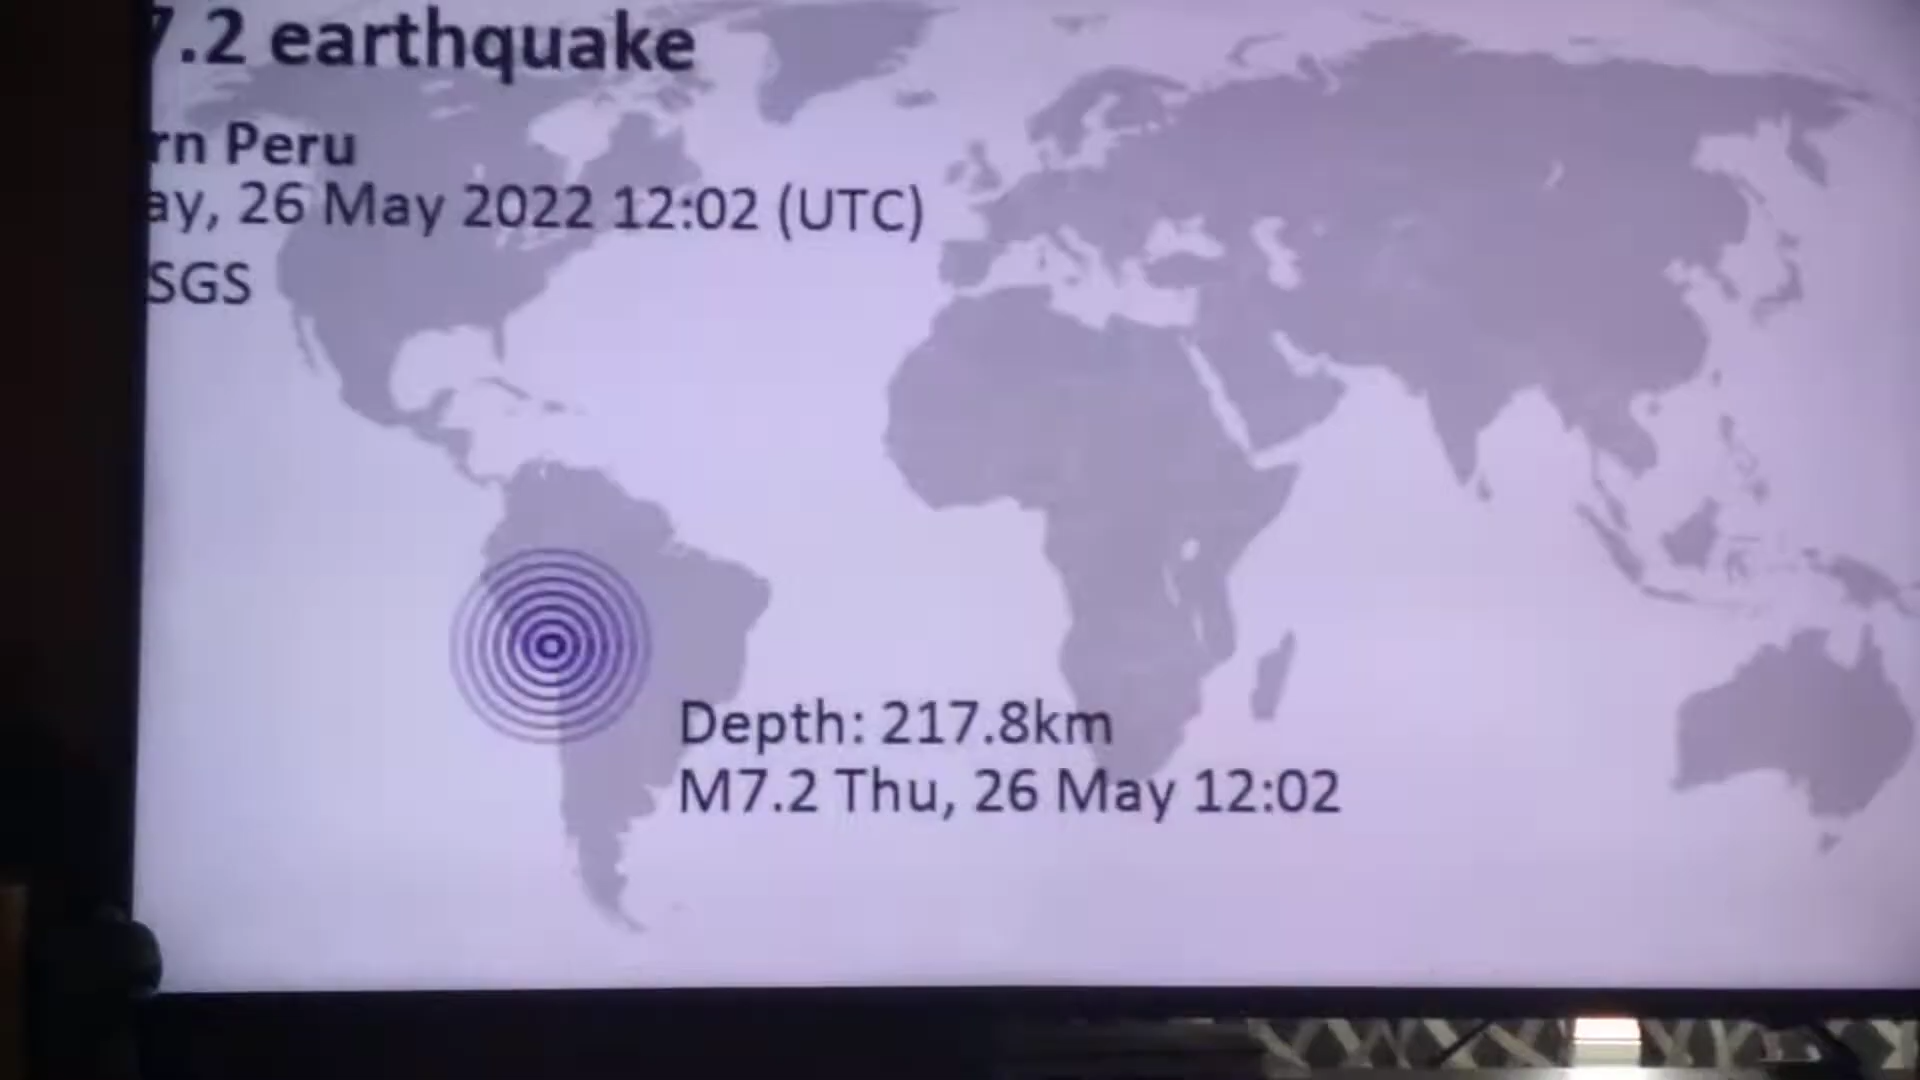 7.2 earthquake
rn Peru
ay, 26 May 2022 12:02 (UTC)
SGS
Depth: 217.8km
M7.2 Thu, 26 May 12:02